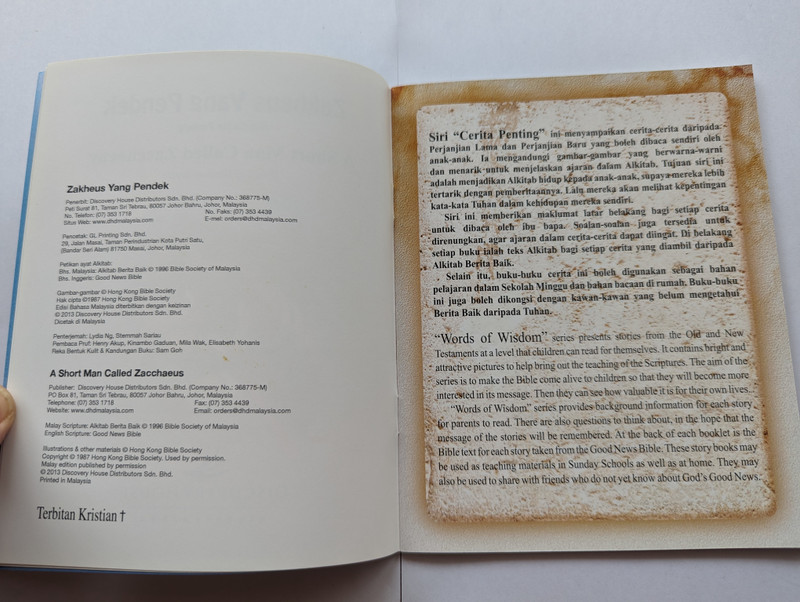 Zakheus Yang Pendek
Penerbit: Discovery House Distributors Sdn. Bhd. (Company No.: 368775-M)
Peti Surat 81, Taman Sri Tebrau, 80057 Johor Bahru, Johor, Malaysia
No. Telefon: (07) 353 1718 No. Faks: (07) 353 4439
Situs Web: www.dhdmalaysia.com E-mel: orders@dhdmalaysia.com
Pencetak: GL Printing Sdn. Bhd.
29, Jalan Masai, Taman Perindustrian Kota Putri Satu,
(Bandar Seri Alam) 81750 Masai, Johor, Malaysia
Petikan ayat Alkitab:
Bhs. Malaysia: Alkitab Berita Baik © 1996 Bible Society of Malaysia
Bhs. Inggeris: Good News Bible
Gambar-gambar © Hong Kong Bible Society
Hak cipta ©1987 Hong Kong Bible Society
Edisi Bahasa Malaysia diterbitkan dengan keizinan
© 2013 Discovery House Distributors Sdn. Bhd.
Dicetak di Malaysia
Penterjemah: Lydia Ng, Stemmah Sariau
Pembaca Pruf: Henry Akup, Kinambo Gaduan, Mila Wak, Elisabeth Yohanis
Reka Bentuk Kulit & Kandungan Buku: Sam Goh
A Short Man Called Zacchaeus
Publisher: Discovery House Distributors Sdn. Bhd. (Company No.: 368775-M)
PO Box 81, Taman Sri Tebrau, 80057 Johor Bahru, Johor, Malaysia
Telephone: (07) 353 1718 Fax: (07) 353 4439
Website: www.dhdmalaysia.com Email: orders@dhdmalaysia.com
Malay Scripture: Alkitab Berita Baik © 1996 Bible Society of Malaysia
English Scripture: Good News Bible
Illustrations & other materials © Hong Kong Bible Society
Copyright © 1987 Hong Kong Bible Society. Used by permission.
Malay edition published by permission
© 2013 Discovery House Distributors Sdn. Bhd.
Printed in Malaysia
Terbitan Kristian †
Siri “Cerita Penting” ini menyampaikan cerita-cerita daripada
Perjanjian Lama dan Perjanjian Baru yang boleh dibaca sendiri oleh
anak-anak. Ia mengandungi gambar-gambar yang berwarna-warni
dan menarik untuk menjelaskan ajaran dalam Alkitab. Tujuan siri ini
adalah menjadikan Alkitab hidup kepada anak-anak, supaya mereka lebih
tertarik dengan pemberitaannya. Lalu mereka akan melihat kepentingan
kata-kata Tuhan dalam kehidupan mereka sendiri.
Siri ini memberikan maklumat latar belakang bagi setiap cerita
untuk dibaca oleh ibu bapa. Soalan-soalan juga tersedia untuk
direnungkan, agar ajaran dalam cerita-cerita dapat diingat. Di belakang
setiap buku ialah teks Alkitab bagi setiap cerita yang diambil daripada
Alkitab Berita Baik.
Selain itu, buku-buku cerita ini boleh digunakan sebagai bahan
pelajaran dalam Sekolah Minggu dan bahan bacaan di rumah. Buku-buku
ini juga boleh dikongsi dengan kawan-kawan yang belum mengetahui
Berita Baik daripada Tuhan.
“Words of Wisdom” series presents stories from the Old and New
Testaments at a level that children can read for themselves. It contains bright and
attractive pictures to help bring out the teaching of the Scriptures. The aim of the
series is to make the Bible come alive to children so that they will become more
interested in its message. Then they can see how valuable it is for their own lives.
“Words of Wisdom” series provides background information for each story
for parents to read. There are also questions to think about, in the hope that the
message of the stories will be remembered. At the back of each booklet is the
Bible text for each story taken from the Good News Bible. These story books may
be used as teaching materials in Sunday Schools as well as at home. They may
also be used to share with friends who do not yet know about God’s Good News.